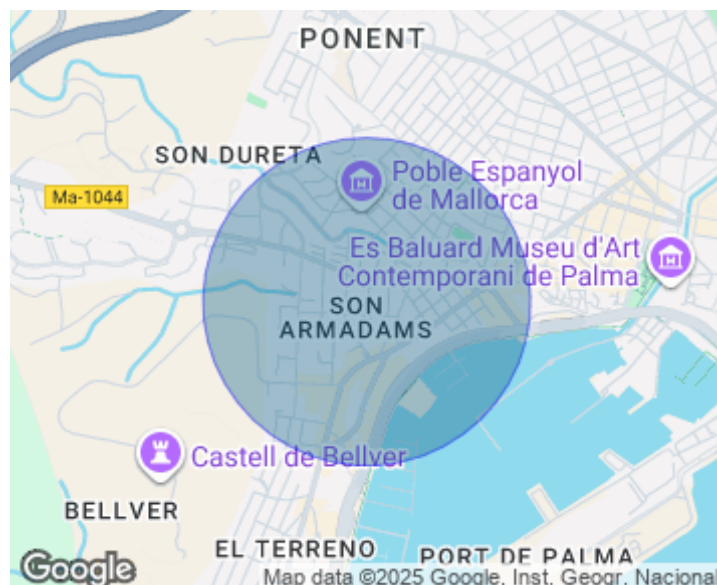 PONENT
SON DURETA
Poble Espanyol
de Mallorca
Ma-1044
Es Baluard Museu d'Art
Contemporani de Palma
SON
ARMADAMS
Castell de Bellver
BELLVER
EL TERRENO
PORT DE PALMA
Google
Map data ©2025 Google, Inst. Geogr. Nacional